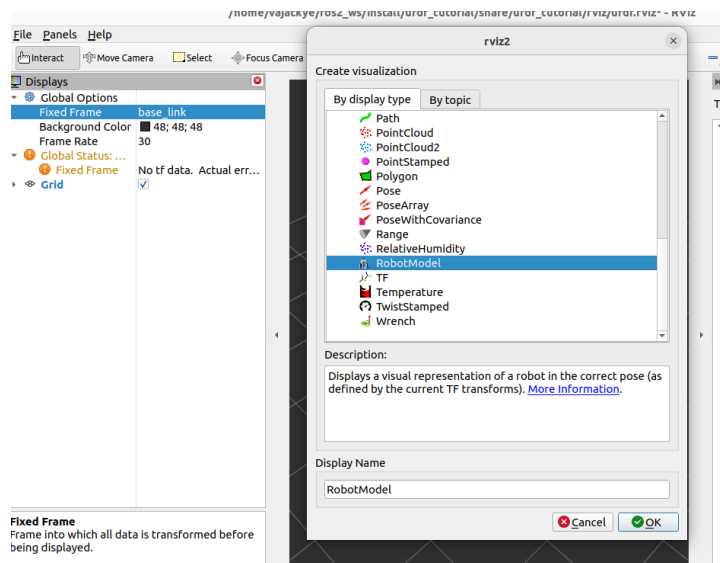 /home/vajackye/ros2_ws/install/urdf_tutorial/share/urdf_tutorial/rviz/urdf.rviz* - RViz
File Panels Help
Interact Move Camera Select Focus Camera
Displays
Global Options
Fixed Frame base_link
Background Color 48; 48; 48
Frame Rate 30
Global Status: ...
Fixed Frame No tf data. Actual err...
Grid
Fixed Frame
Frame into which all data is transformed before
being displayed.
rviz2
Create visualization
By display type By topic
Path
PointCloud
PointCloud2
PointStamped
Polygon
Pose
PoseArray
PoseWithCovariance
Range
RelativeHumidity
RobotModel
TF
Temperature
TwistStamped
Wrench
Description:
Displays a visual representation of a robot in the correct pose (as
defined by the current TF transforms). More Information.
Display Name
RobotModel
Cancel OK